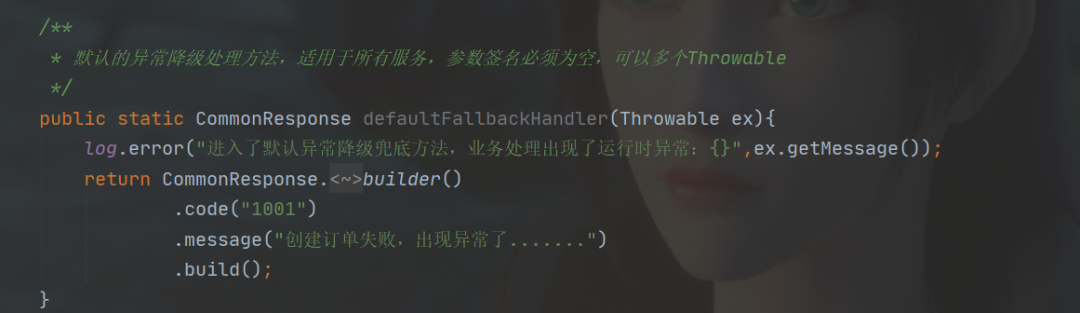 /**
 * 默认的异常降级处理方法，适用于所有服务，参数签名必须为空，可以多个Throwable
 */
public static CommonResponse defaultFallbackHandler(Throwable ex){
    log.error("进入了默认异常降级兜底方法，业务处理出现了运行时异常：{}",ex.getMessage());
    return CommonResponse.<~>builder()
            .code("1001")
            .message("创建订单失败，出现异常了.......")
            .build();
}